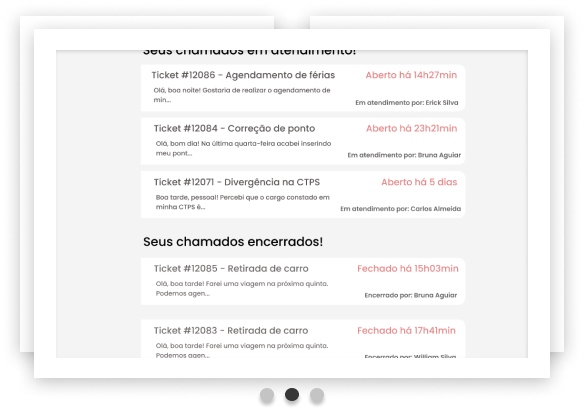 Seus chamados em atendimento!
Ticket #12086 - Agendamento de férias
Aberto há 14h27min
Olá, boa noite! Gostaria de realizar o agendamento de
min...
Em atendimento por: Erick Silva
Ticket #12084 - Correção de ponto
Aberto há 23h21min
Olá, bom dia! Na última quarta-feira acabei inserindo
meu pont...
Em atendimento por: Bruna Aguiar
Ticket #12071 - Divergência na CTPS
Aberto há 5 dias
Boa tarde, pessoal! Percebi que o cargo constado em
minha CTPS é...
Em atendimento por: Carlos Almeida
Seus chamados encerrados!
Ticket #12085 - Retirada de carro
Fechado há 15h03min
Olá, boa tarde! Farei uma viagem na próxima quinta.
Podemos agen...
Encerrado por: Bruna Aguiar
Ticket #12083 - Retirada de carro
Fechado há 17h41min
Olá, boa tarde! Farei uma viagem na próxima quinta.
Podemos agen...
Encerrado por: William Silva